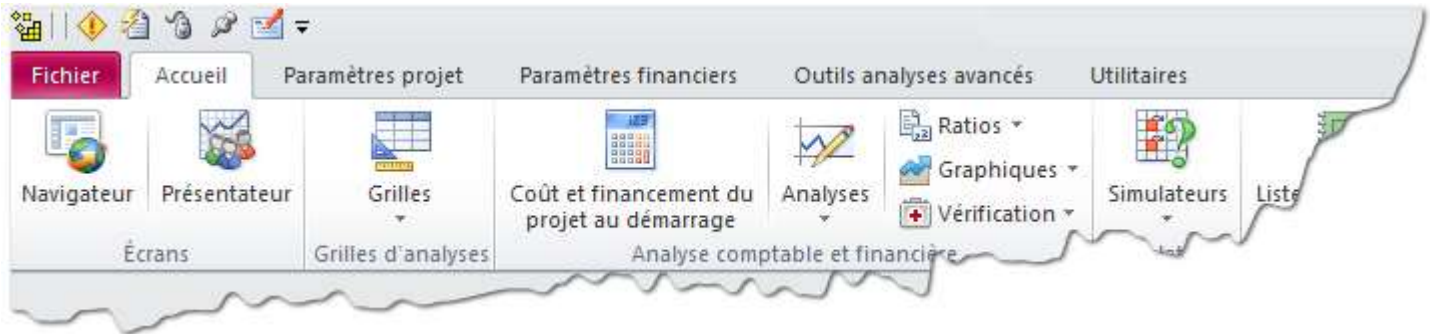 Fichier Accueil Paramètres projet Paramètres financiers Outils analyses avancés Utilitaires
Navigateur Présentateur Grilles Coût et financement du projet au démarrage Analyses Ratios Graphiques Vérification Simulateurs Liste
Écrans Grilles d'analyses Analyse comptable et financière